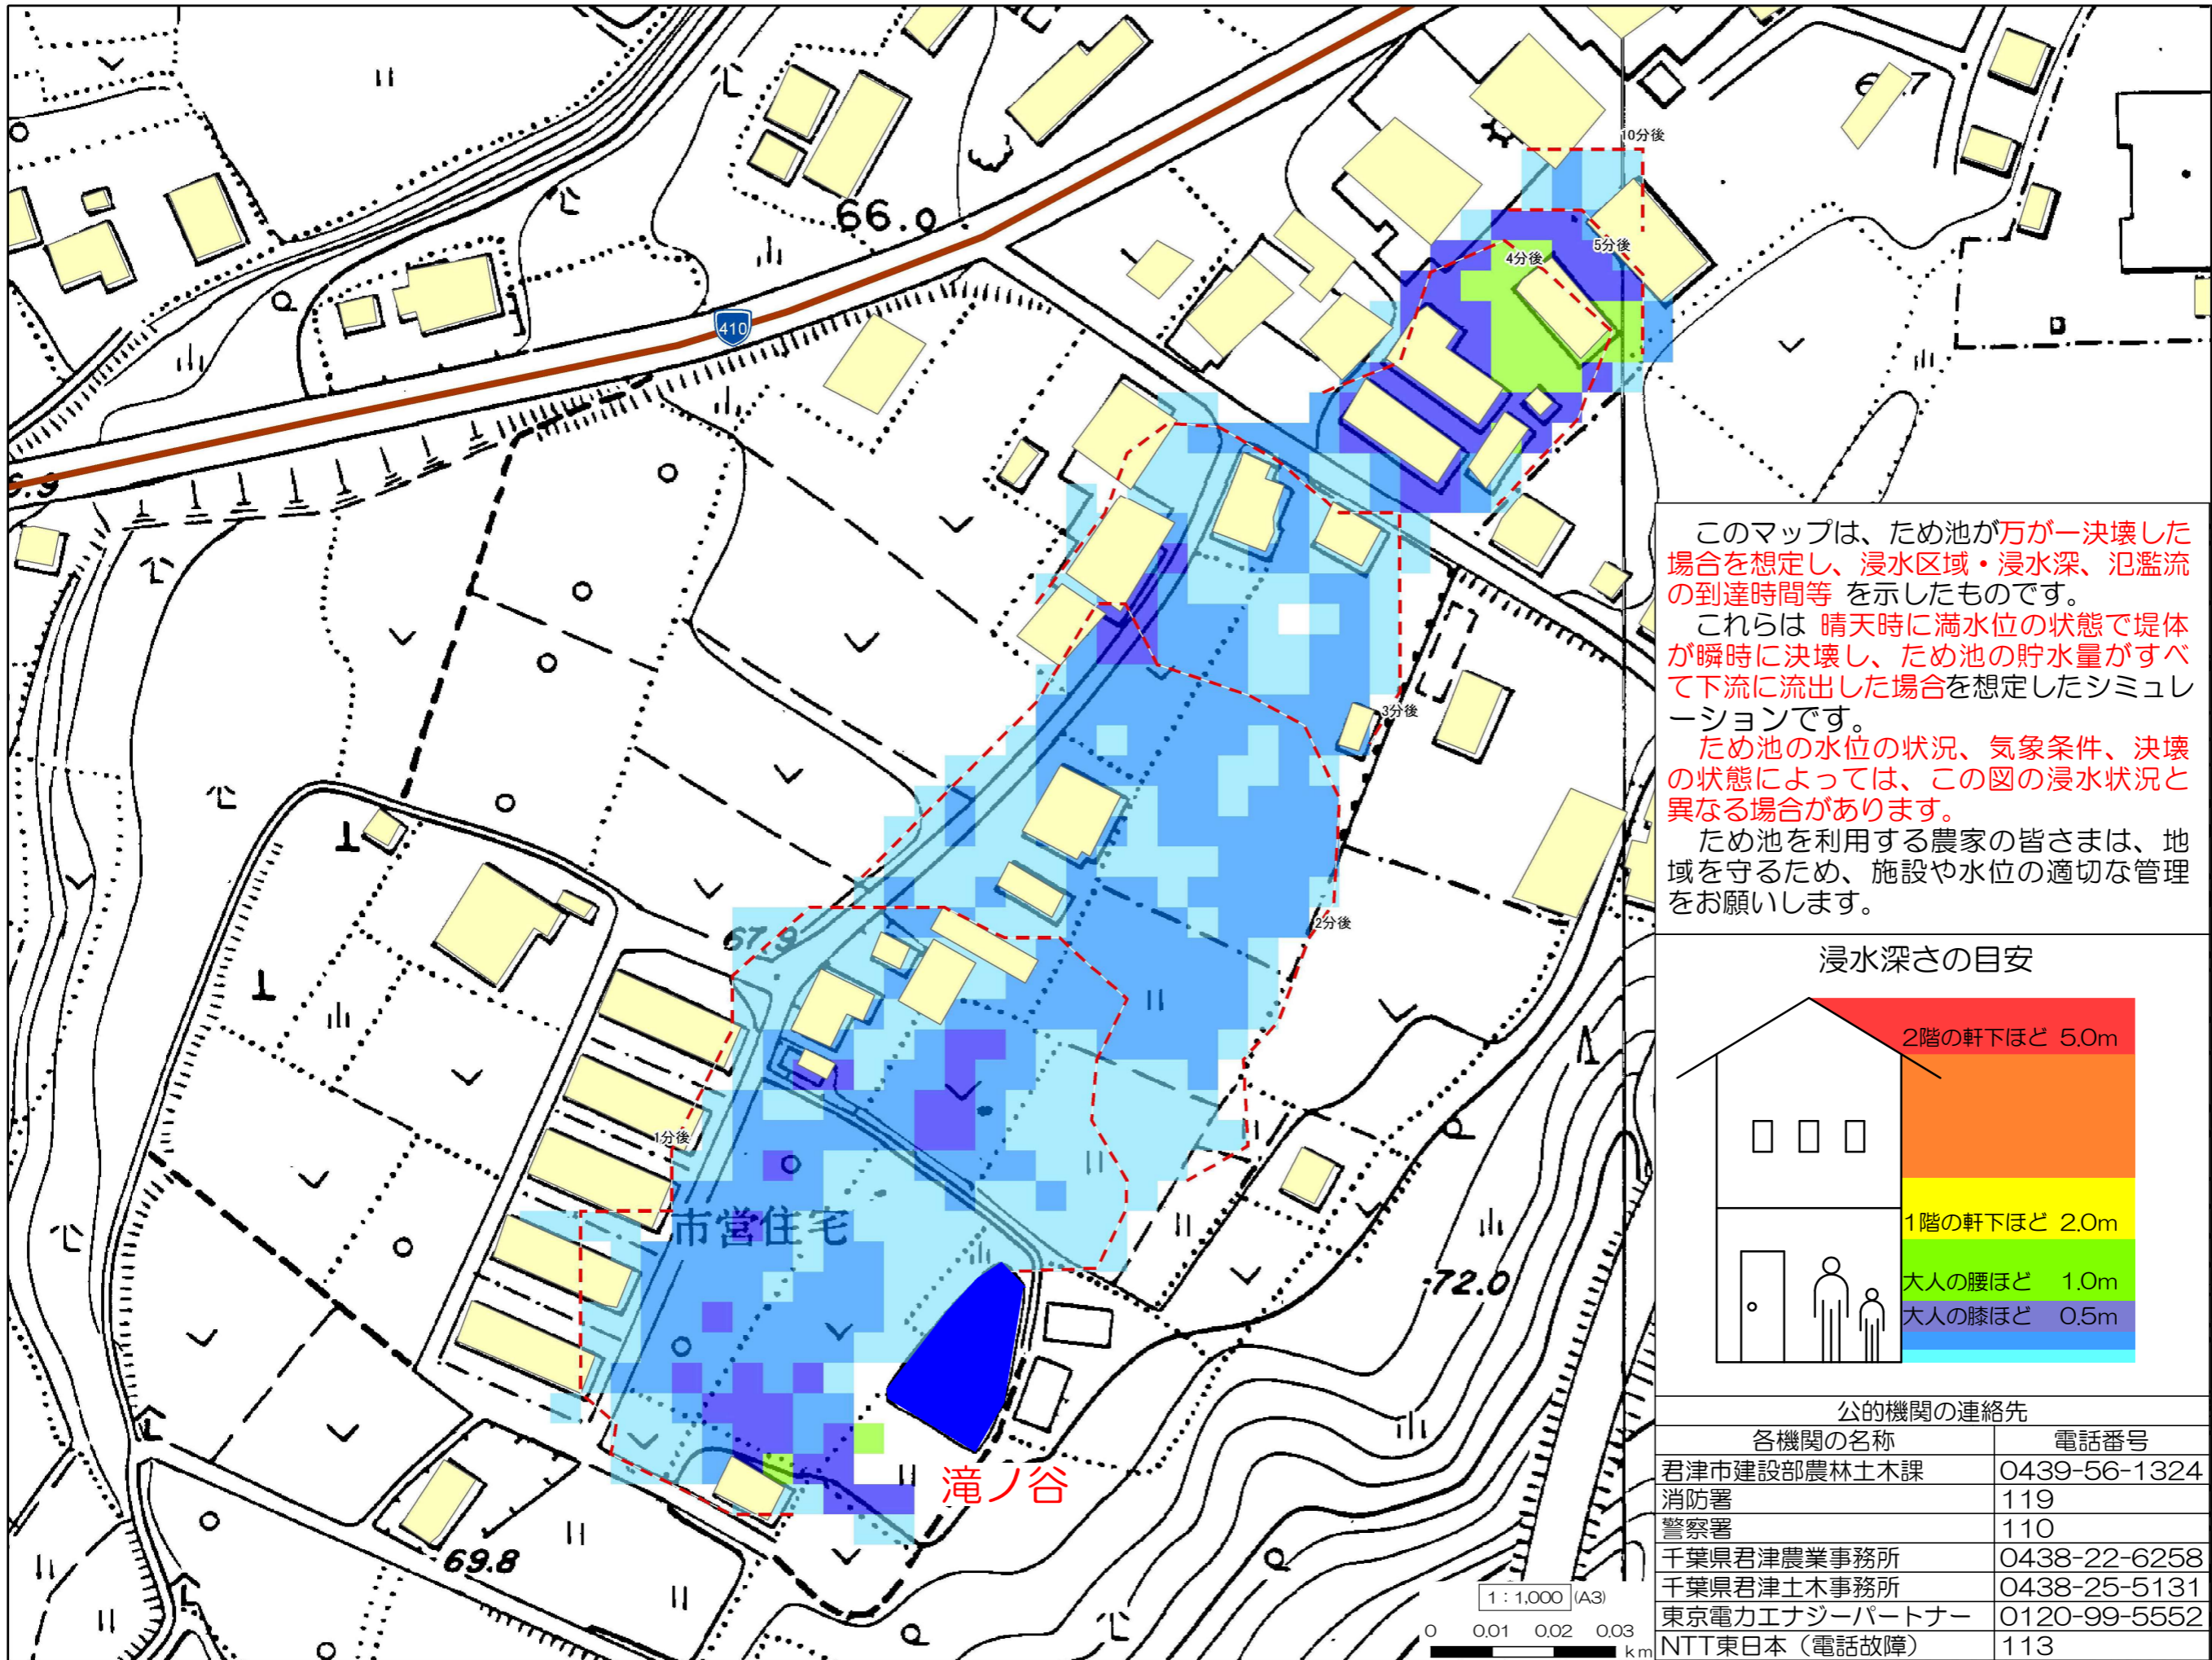 10分後
66.0
5分後
4分後
410
3分後
67.9
2分後
1分後
市営住宅
72.0
滝ノ谷
69.8
このマップは、ため池が万が一決壊した
場合を想定し、浸水区域・浸水深、氾濫流
の到達時間等 を示したものです。
これらは 晴天時に満水位の状態で堤体
が瞬時に決壊し、ため池の貯水量がすべ
て下流に流出した場合を想定したシミュレ
ーションです。
ため池の水位の状況、気象条件、決壊
の状態によっては、この図の浸水状況と
異なる場合があります。
ため池を利用する農家の皆さまは、地
域を守るため、施設や水位の適切な管理
をお願いします。
浸水深さの目安
2階の軒下ほど 5.0m
1階の軒下ほど 2.0m
大人の腰ほど 1.0m
大人の膝ほど 0.5m
公的機関の連絡先
各機関の名称 電話番号
君津市建設部農林土木課 0439-56-1324
消防署 119
警察署 110
千葉県君津農業事務所 0438-22-6258
千葉県君津土木事務所 0438-25-5131
東京電力エナジーパートナー 0120-99-5552
NTT東日本（電話故障） 113
1：1,000 (A3)
0 0.01 0.02 0.03
km